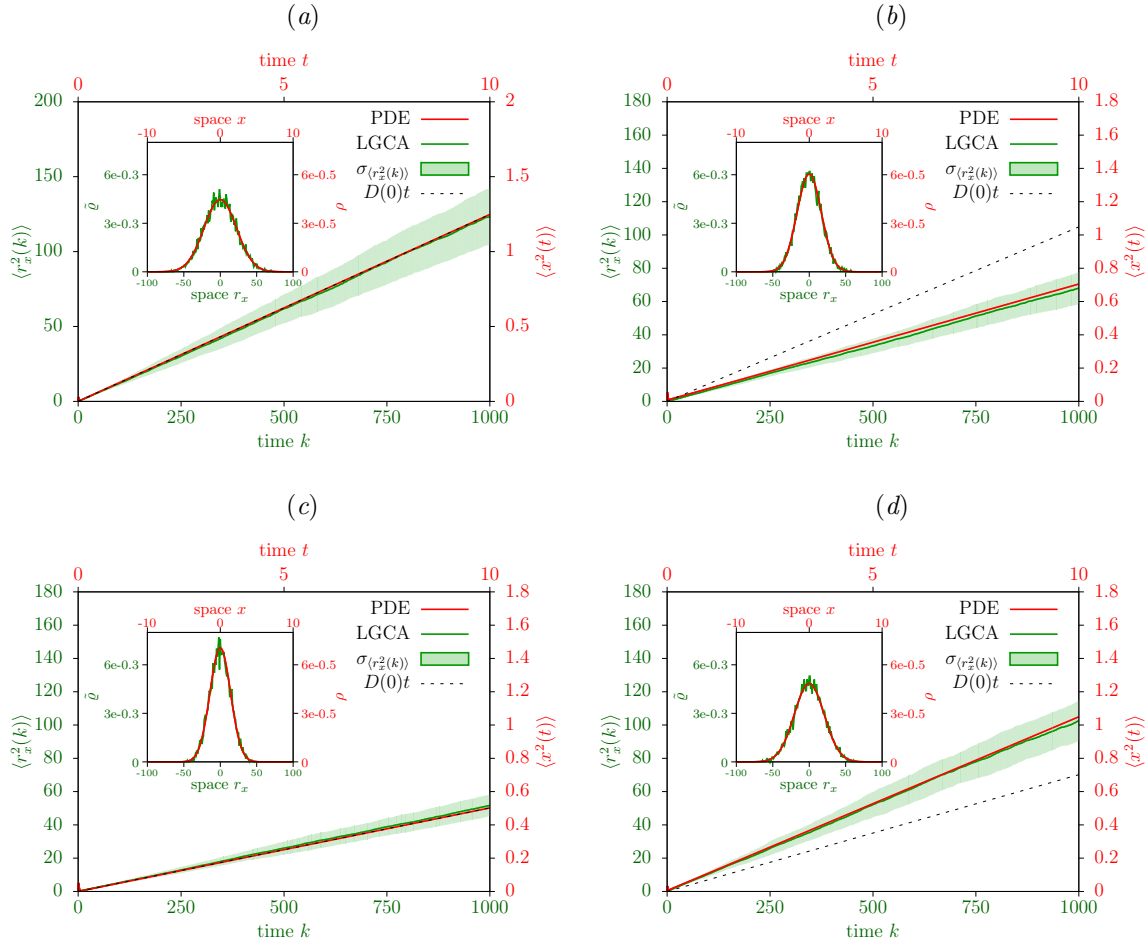 (a)
time t
0 5 10
200 150 100 50 0
⟨r_x^2(k)⟩
2 1.5 1 0.5 0
⟨x^2(t)⟩
PDE
LGCA
σ_⟨r_x^2(k)⟩
D(0)t
space x
-10 0 10
6e-0.3 3e-0.3 0
ϱ̃
6e-0.5 3e-0.5 0
ρ
-100 -50 0 50 100
space r_x
0 250 500 750 1000
time k
(b)
time t
0 5 10
180 160 140 120 100 80 60 40 20 0
⟨r_x^2(k)⟩
1.8 1.6 1.4 1.2 1 0.8 0.6 0.4 0.2 0
⟨x^2(t)⟩
PDE
LGCA
σ_⟨r_x^2(k)⟩
D(0)t
space x
-10 0 10
6e-0.3 3e-0.3 0
ϱ̃
6e-0.5 3e-0.5 0
ρ
-100 -50 0 50 100
space r_x
0 250 500 750 1000
time k
(c)
time t
0 5 10
180 160 140 120 100 80 60 40 20 0
⟨r_x^2(k)⟩
1.8 1.6 1.4 1.2 1 0.8 0.6 0.4 0.2 0
⟨x^2(t)⟩
PDE
LGCA
σ_⟨r_x^2(k)⟩
D(0)t
space x
-10 0 10
6e-0.3 3e-0.3 0
ϱ̃
6e-0.5 3e-0.5 0
ρ
-100 -50 0 50 100
space r_x
0 250 500 750 1000
time k
(d)
time t
0 5 10
180 160 140 120 100 80 60 40 20 0
⟨r_x^2(k)⟩
1.8 1.6 1.4 1.2 1 0.8 0.6 0.4 0.2 0
⟨x^2(t)⟩
PDE
LGCA
σ_⟨r_x^2(k)⟩
D(0)t
space x
-10 0 10
6e-0.3 3e-0.3 0
ϱ̃
6e-0.5 3e-0.5 0
ρ
-100 -50 0 50 100
space r_x
0 250 500 750 1000
time k